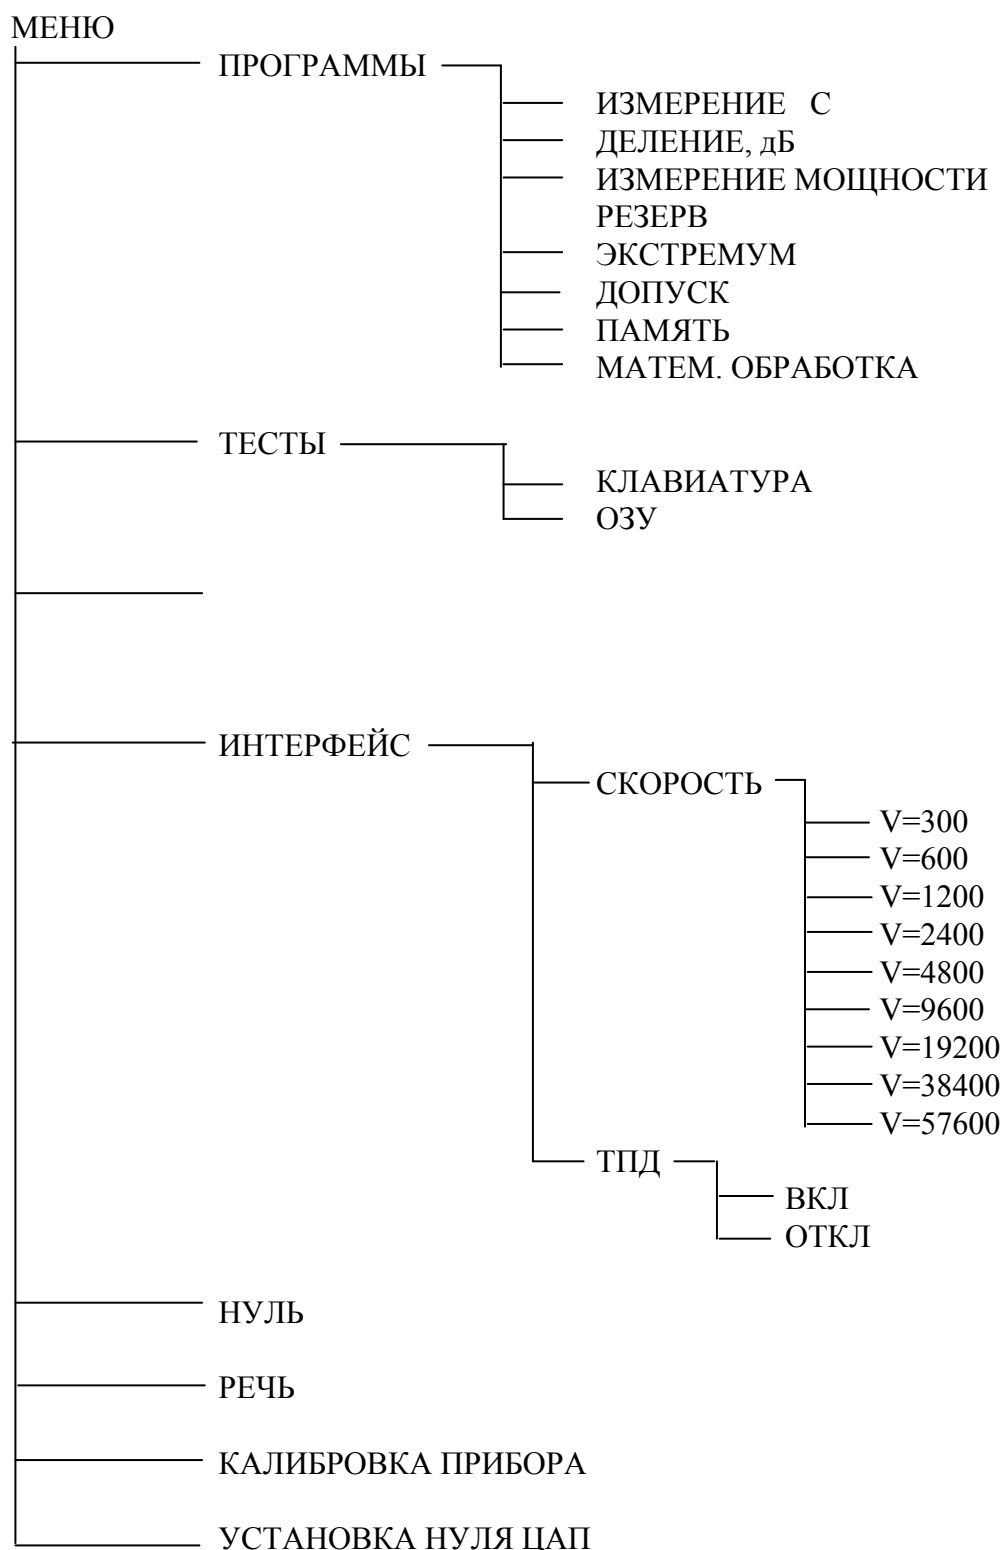 МЕНЮ
ПРОГРАММЫ
ИЗМЕРЕНИЕ С
ДЕЛЕНИЕ, дБ
ИЗМЕРЕНИЕ МОЩНОСТИ
РЕЗЕРВ
ЭКСТРЕМУМ
ДОПУСК
ПАМЯТЬ
МАТЕМ. ОБРАБОТКА
ТЕСТЫ
КЛАВИАТУРА
ОЗУ
ИНТЕРФЕЙС
СКОРОСТЬ
V=300
V=600
V=1200
V=2400
V=4800
V=9600
V=19200
V=38400
V=57600
ТПД
ВКЛ
ОТКЛ
НУЛЬ
РЕЧЬ
КАЛИБРОВКА ПРИБОРА
УСТАНОВКА НУЛЯ ЦАП